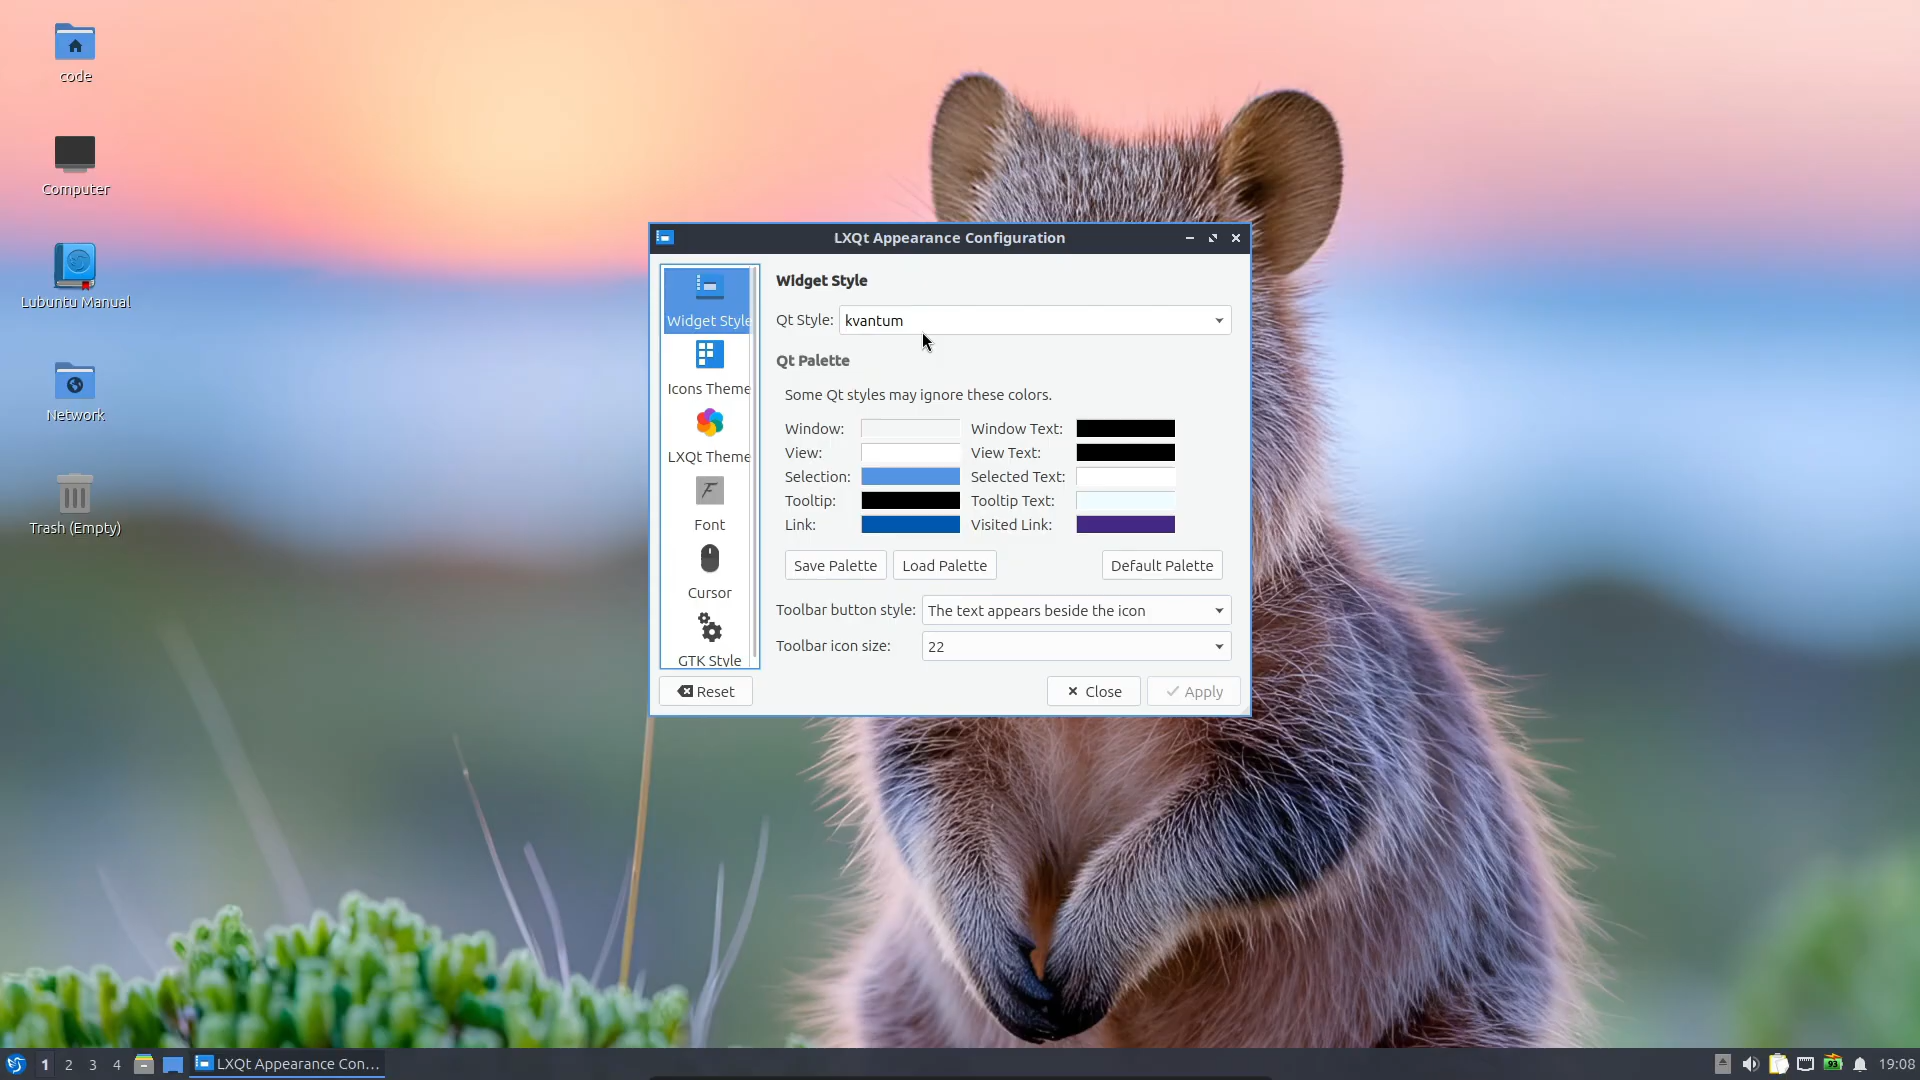 code
Computer
Lubuntu Manual
Network
Trash (Empty)
LXQt Appearance Configuration
Widget Style
Icons Theme
LXQt Theme
Font
Cursor
GTK Style
Widget Style
Qt Style: kvantum
Qt Palette
Some Qt styles may ignore these colors.
Window: Window Text:
View: View Text:
Selection: Selected Text:
Tooltip: Tooltip Text:
Link: Visited Link:
Save Palette Load Palette Default Palette
Toolbar button style: The text appears beside the icon
Toolbar icon size: 22
Reset Close Apply
1 2 3 4 LXQt Appearance Con... 93 19:08